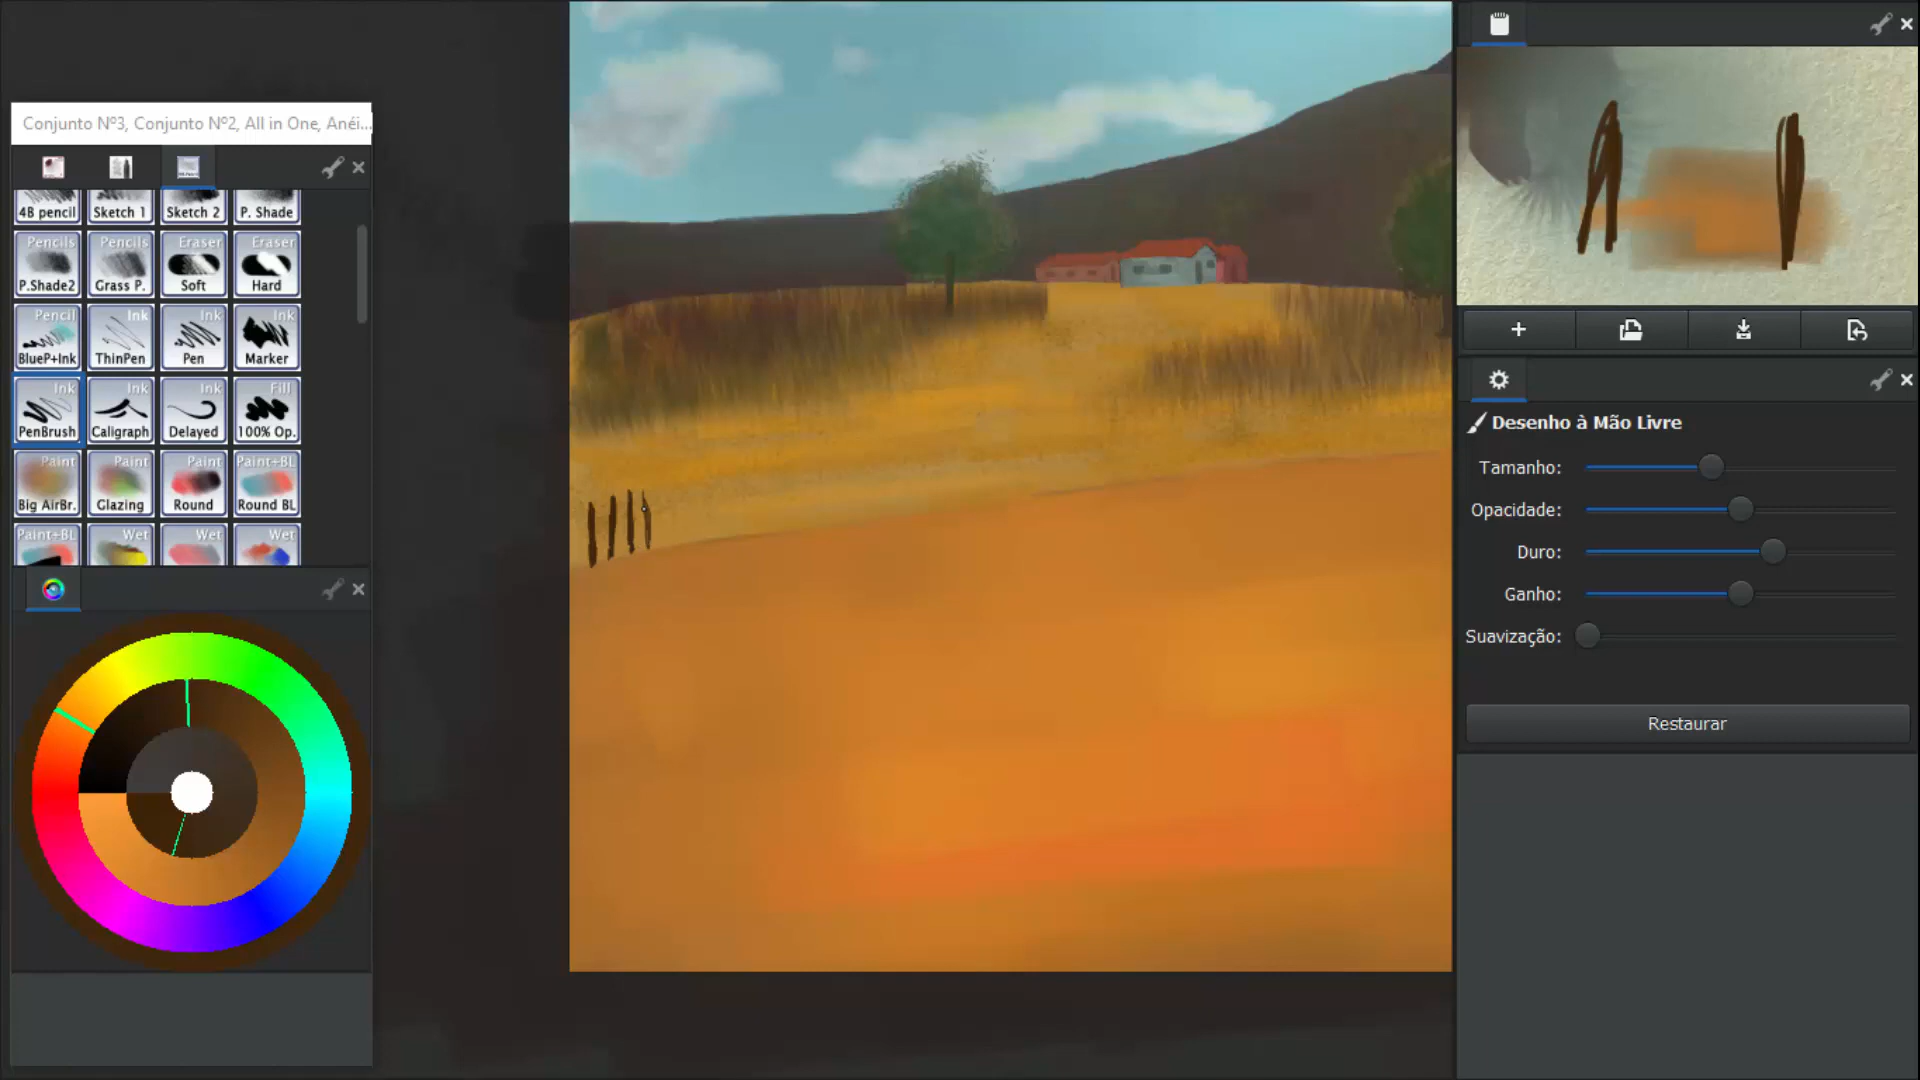 Conjunto Nº3, Conjunto Nº2, All in One, Anéi...
4B pencil Sketch 1 Sketch 2 P. Shade
Pencils Pencils Eraser Eraser
P.Shade2 Grass P. Soft Hard
Pencil Ink Ink Ink
BlueP+Ink ThinPen Pen Marker
Ink Ink Ink Fill
PenBrush Caligraph Delayed 100% Op.
Paint Paint Paint Paint+BL
Big AirBr. Glazing Round Round BL
Paint+BL Wet Wet Wet
Desenho à Mão Livre
Tamanho:
Opacidade:
Duro:
Ganho:
Suavização:
Restaurar